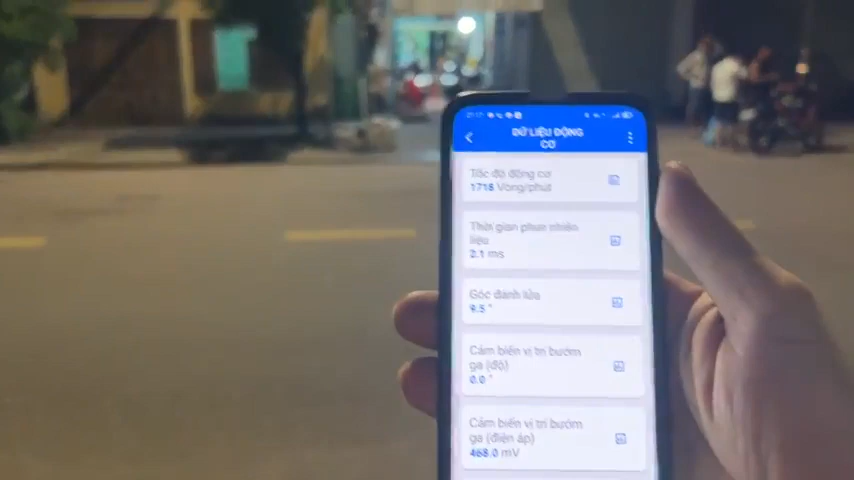 DỮ LIỆU ĐỘNG
CƠ
Tốc độ động cơ
1718 Vòng/phút
Thời gian phun nhiên
liệu
2.1 ms
Góc đánh lửa
9.5 °
Cảm biến vị trí bướm
ga (độ)
0.0 °
Cảm biến vị trí bướm
ga (điện áp)
468.0 mV